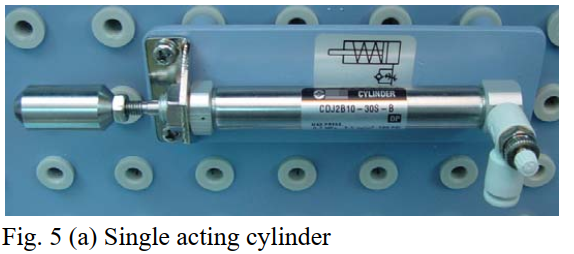 CYLINDER
CDJ2B10-30S-B
Fig. 5 (a) Single acting cylinder